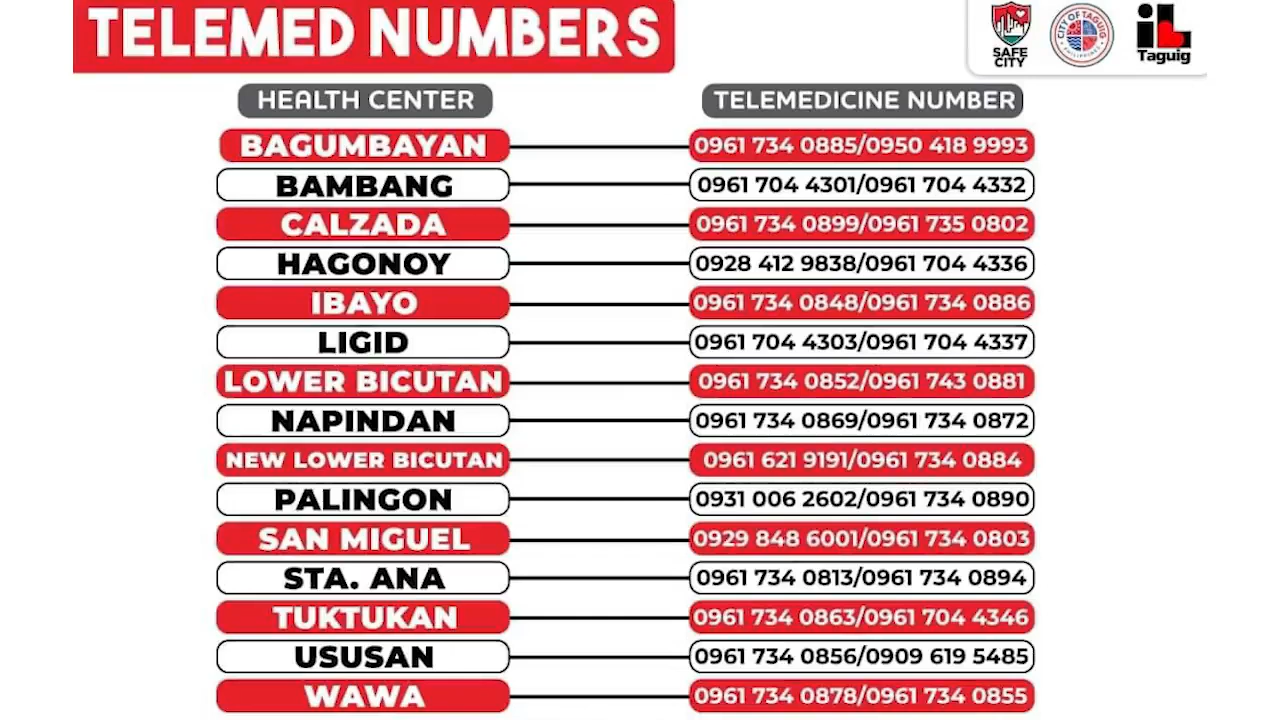 TELEMED NUMBERS
SAFE CITY
CITY OF TAGUIG
PHILIPPINES
iL Taguig
HEALTH CENTER TELEMEDICINE NUMBER
BAGUMBAYAN 0961 734 0885/0950 418 9993
BAMBANG 0961 704 4301/0961 704 4332
CALZADA 0961 734 0899/0961 735 0802
HAGONOY 0928 412 9838/0961 704 4336
IBAYO 0961 734 0848/0961 734 0886
LIGID 0961 704 4303/0961 704 4337
LOWER BICUTAN 0961 734 0852/0961 743 0881
NAPINDAN 0961 734 0869/0961 734 0872
NEW LOWER BICUTAN 0961 621 9191/0961 734 0884
PALINGON 0931 006 2602/0961 734 0890
SAN MIGUEL 0929 848 6001/0961 734 0803
STA. ANA 0961 734 0813/0961 734 0894
TUKTUKAN 0961 734 0863/0961 704 4346
USUSAN 0961 734 0856/0909 619 5485
WAWA 0961 734 0878/0961 734 0855